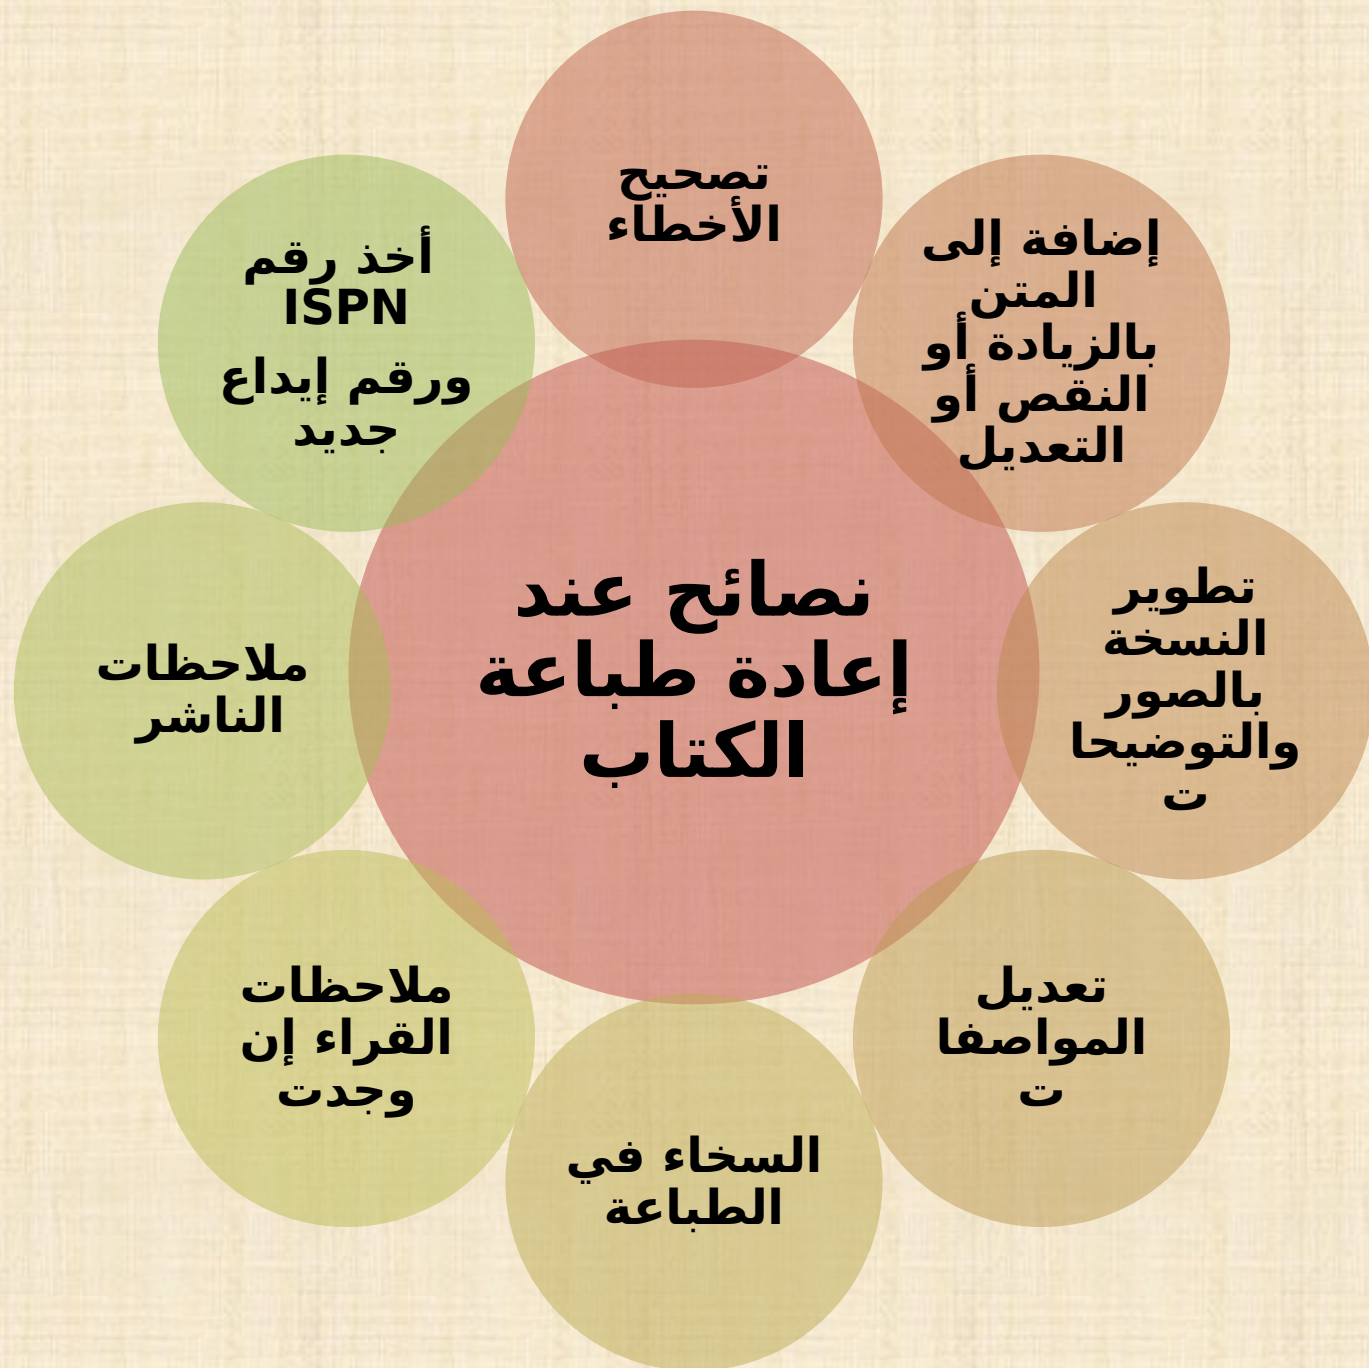 نصائح عند
إعادة طباعة
الكتاب
تصحيح
الأخطاء
إضافة إلى
المتن
بالزيادة أو
النقص أو
التعديل
تطوير
النسخة
بالصور
والتوضيحا
ت
تعديل
المواصفا
ت
السخاء في
الطباعة
ملاحظات
القراء إن
وجدت
ملاحظات
الناشر
أخذ رقم
ISPN
ورقم إيداع
جديد